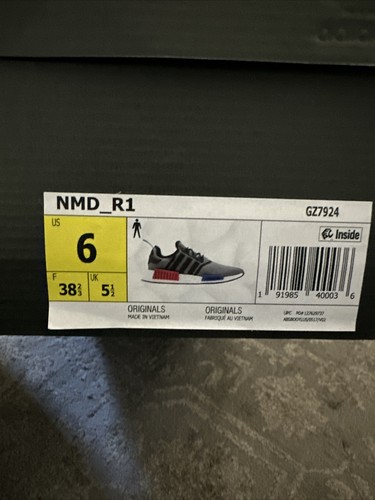 NMD_R1
GZ7924
US
6
F
38⅔
UK
5½
Inside
1 91985 40003 6
ORIGINALS
MADE IN VIETNAM
ORIGINALS
FABRIQUÉ AU VIETNAM
UPC